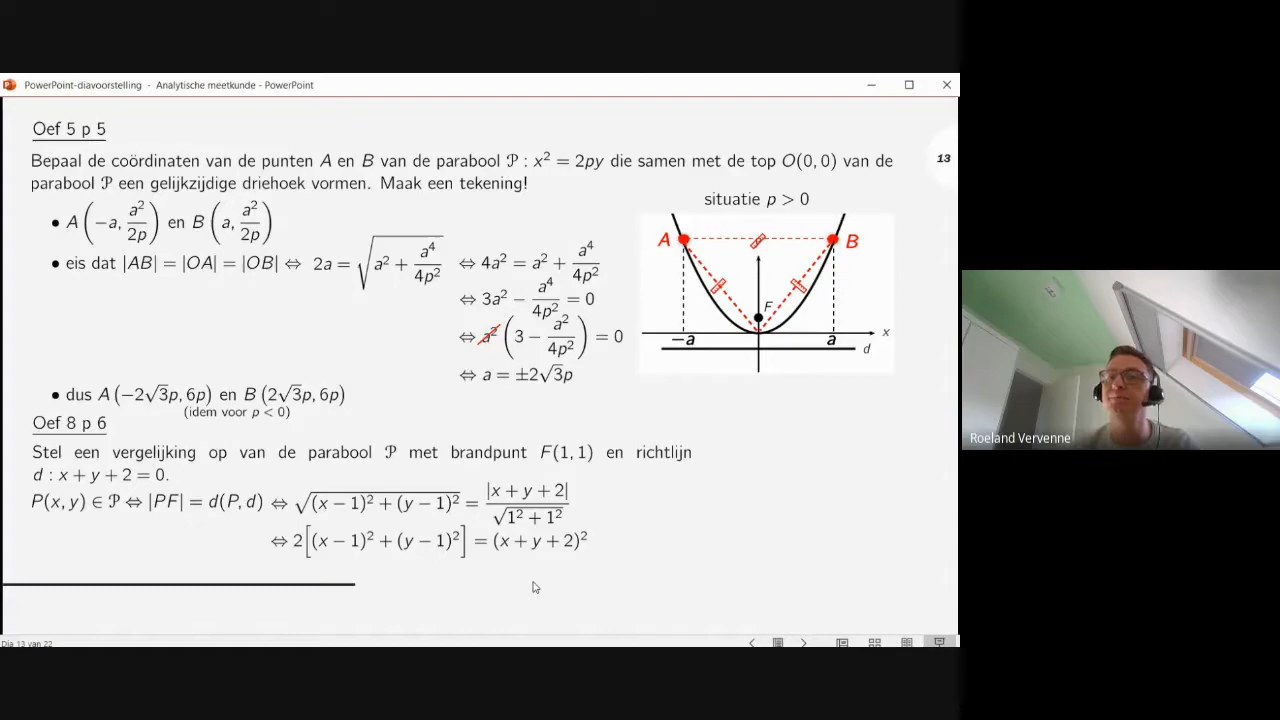 PowerPoint-diavoorstelling - Analytische meetkunde - PowerPoint
Oef 5 p 5
13
Bepaal de coördinaten van de punten A en B van de parabool 𝒫 : x² = 2py die samen met de top O(0, 0) van de
parabool 𝒫 een gelijkzijdige driehoek vormen. Maak een tekening!
situatie p > 0
• A(−a, a²/2p) en B(a, a²/2p)
A
B
• eis dat |AB| = |OA| = |OB| ⇔ 2a = √(a² + a⁴/4p²) ⇔ 4a² = a² + a⁴/4p²
⇔ 3a² − a⁴/4p² = 0
F
⇔ a²(3 − a²/4p²) = 0
−a
a
x
d
⇔ a = ±2√3p
• dus A(−2√3p, 6p) en B(2√3p, 6p)
(idem voor p < 0)
Oef 8 p 6
Stel een vergelijking op van de parabool 𝒫 met brandpunt F(1, 1) en richtlijn
d : x + y + 2 = 0.
P(x, y) ∈ 𝒫 ⇔ |PF| = d(P, d) ⇔ √((x − 1)² + (y − 1)²) = |x + y + 2|/√(1² + 1²)
⇔ 2[(x − 1)² + (y − 1)²] = (x + y + 2)²
Dia 13 van 22
Roeland Vervenne